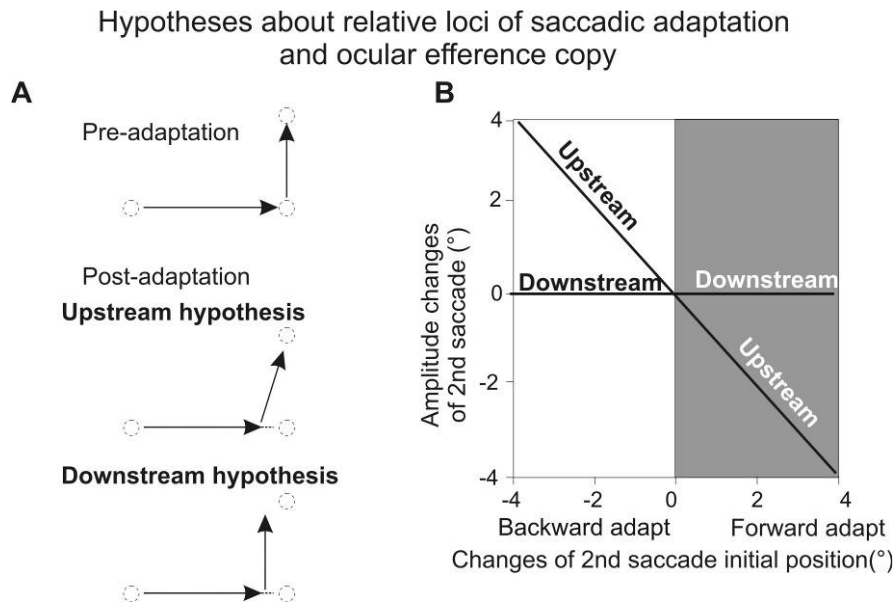 Hypotheses about relative loci of saccadic adaptation
and ocular efference copy
A
Pre-adaptation
Post-adaptation
Upstream hypothesis
Downstream hypothesis
B
Amplitude changes
of 2nd saccade (°)
4
2
0
-2
-4
Upstream
Downstream
Downstream
Upstream
-4
-2
0
2
4
Backward adapt
Forward adapt
Changes of 2nd saccade initial position(°)